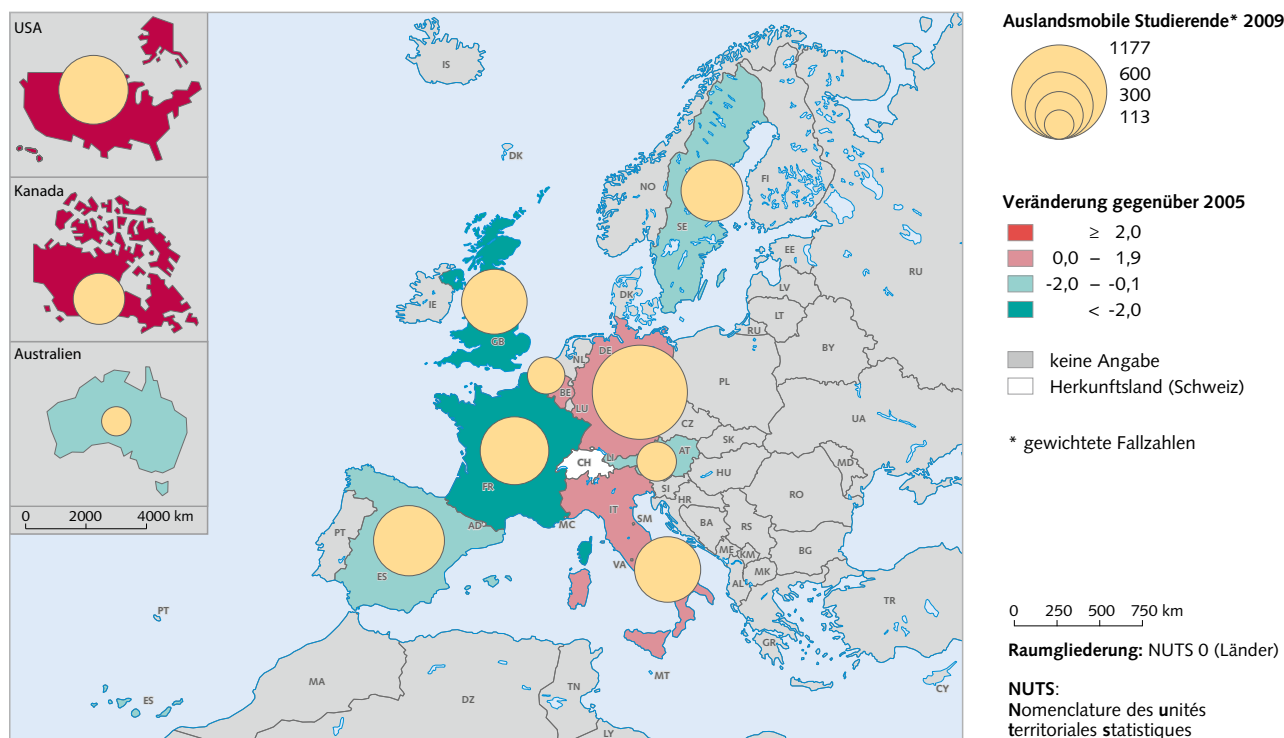 USA
Kanada
Australien
0 2000 4000 km
IS
DK
NO
SE
FI
RU
EE
LV
LT
RU
BY
IE
GB
DK
NL
DE
PL
BE
LU
CZ
UA
SK
FR
CH
LI
AT
HU
MD
SI
HR
RO
IT
SM
BA
RS
BG
MC
AD
PT
ES
VA
ME
KM
MK
AL
TR
GR
PT
MT
CY
MA
ES
DZ
TN
LY
Auslandsmobile Studierende* 2009
1177
600
300
113
Veränderung gegenüber 2005
≥ 2,0
0,0 – 1,9
-2,0 – -0,1
< -2,0
keine Angabe
Herkunftsland (Schweiz)
* gewichtete Fallzahlen
0 250 500 750 km
Raumgliederung: NUTS 0 (Länder)
NUTS:
Nomenclature des unités
territoriales statistiques